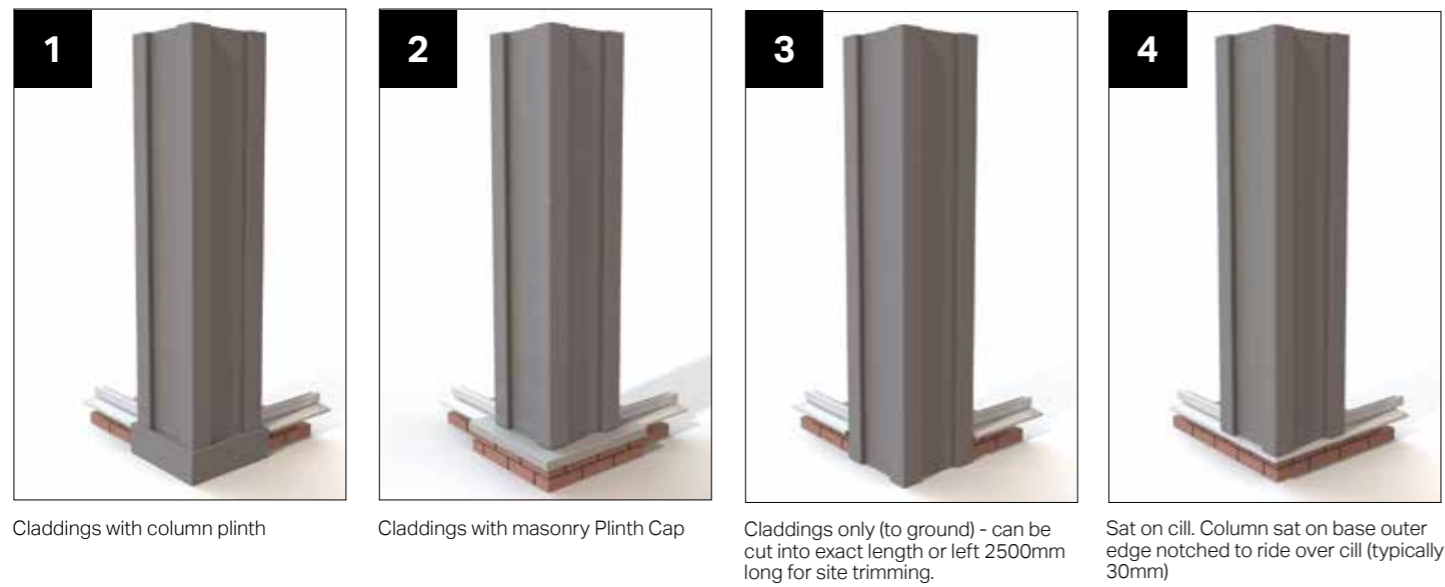 1
2
3
4
Claddings with column plinth
Claddings with masonry Plinth Cap
Claddings only (to ground) - can be
cut into exact length or left 2500mm
long for site trimming.
Sat on cill. Column sat on base outer
edge notched to ride over cill (typically
30mm)